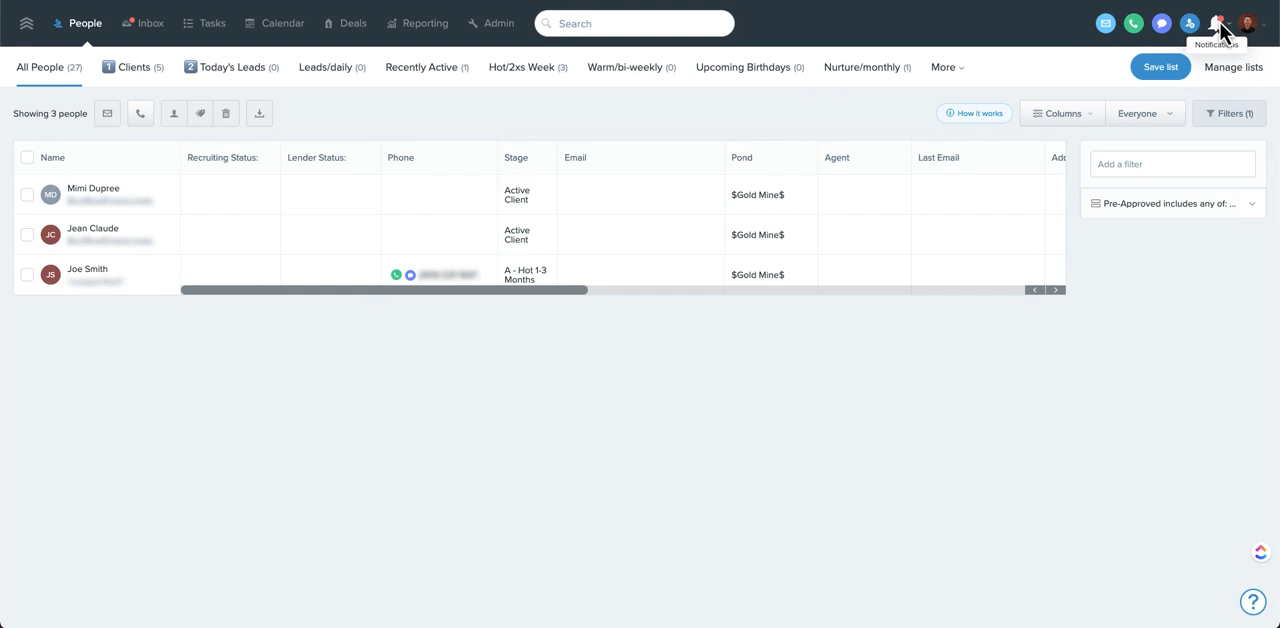 People Inbox Tasks Calendar Deals Reporting Admin Search
Notifications
All People (27) 1 Clients (5) 2 Today's Leads (0) Leads/daily (0) Recently Active (1) Hot/2xs Week (3) Warm/bi-weekly (0) Upcoming Birthdays (0) Nurture/monthly (1) More Save list Manage lists
Showing 3 people How it works Columns Everyone Filters (1)
Name Recruiting Status: Lender Status: Phone Stage Email Pond Agent Last Email Add
Add a filter
MD Mimi Dupree Active
Client $Gold Mine$
Pre-Approved includes any of: ...
JC Jean Claude Active
Client $Gold Mine$
JS Joe Smith A - Hot 1-3
Months $Gold Mine$
?